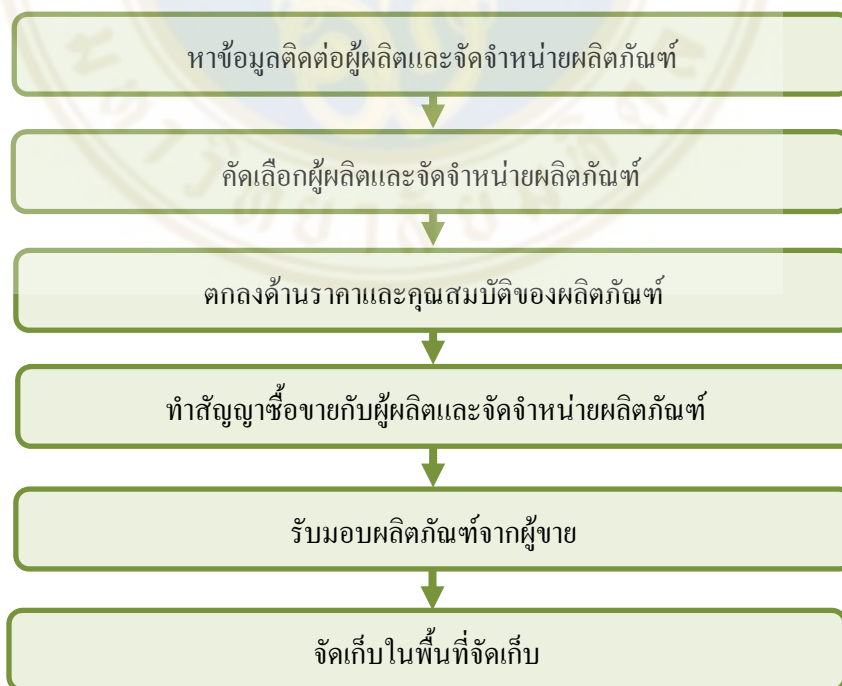 หาข้อมูลติดต่อผู้ผลิตและจัดจำหน่ายผลิตภัณฑ์
คัดเลือกผู้ผลิตและจัดจำหน่ายผลิตภัณฑ์
ตกลงด้านราคาและคุณสมบัติของผลิตภัณฑ์
ทำสัญญาซื้อขายกับผู้ผลิตและจัดจำหน่ายผลิตภัณฑ์
รับมอบผลิตภัณฑ์จากผู้ขาย
จัดเก็บในพื้นที่จัดเก็บ